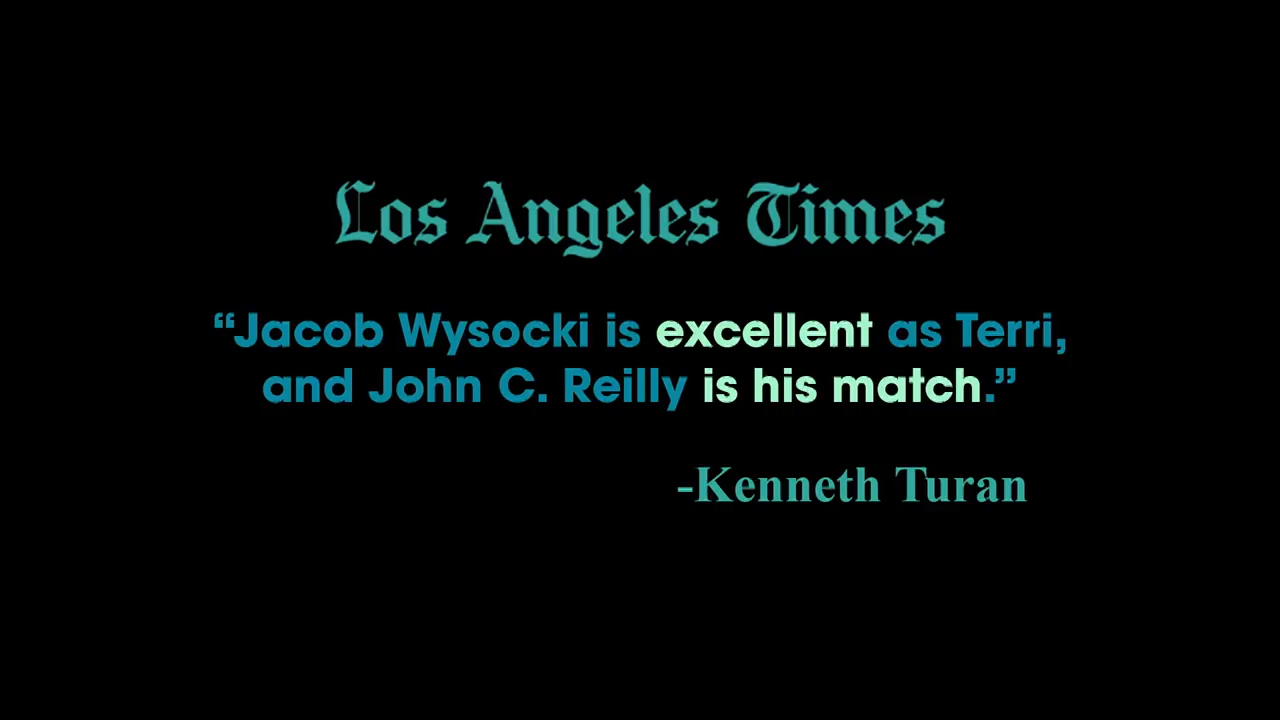 Los Angeles Times
“Jacob Wysocki is excellent as Terri,
and John C. Reilly is his match.”
-Kenneth Turan